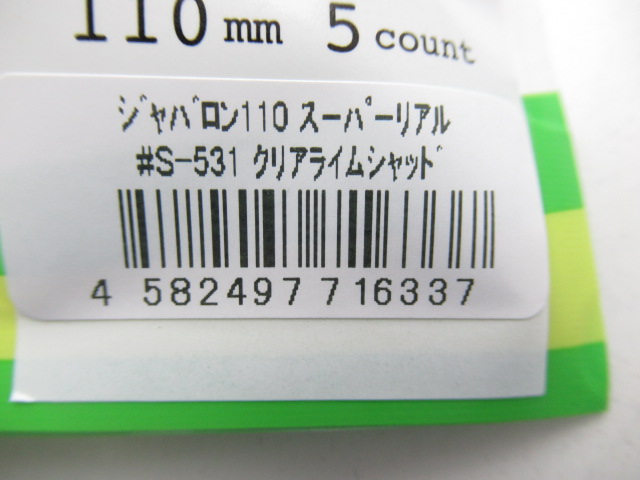 110 mm 5 count
ｼﾞｬﾊﾞﾛﾝ110 ｽｰﾊﾟｰﾘｱﾙ
#S-531 ｸﾘｱﾗｲﾑｼｬｯﾄﾞ
4 582497 716337